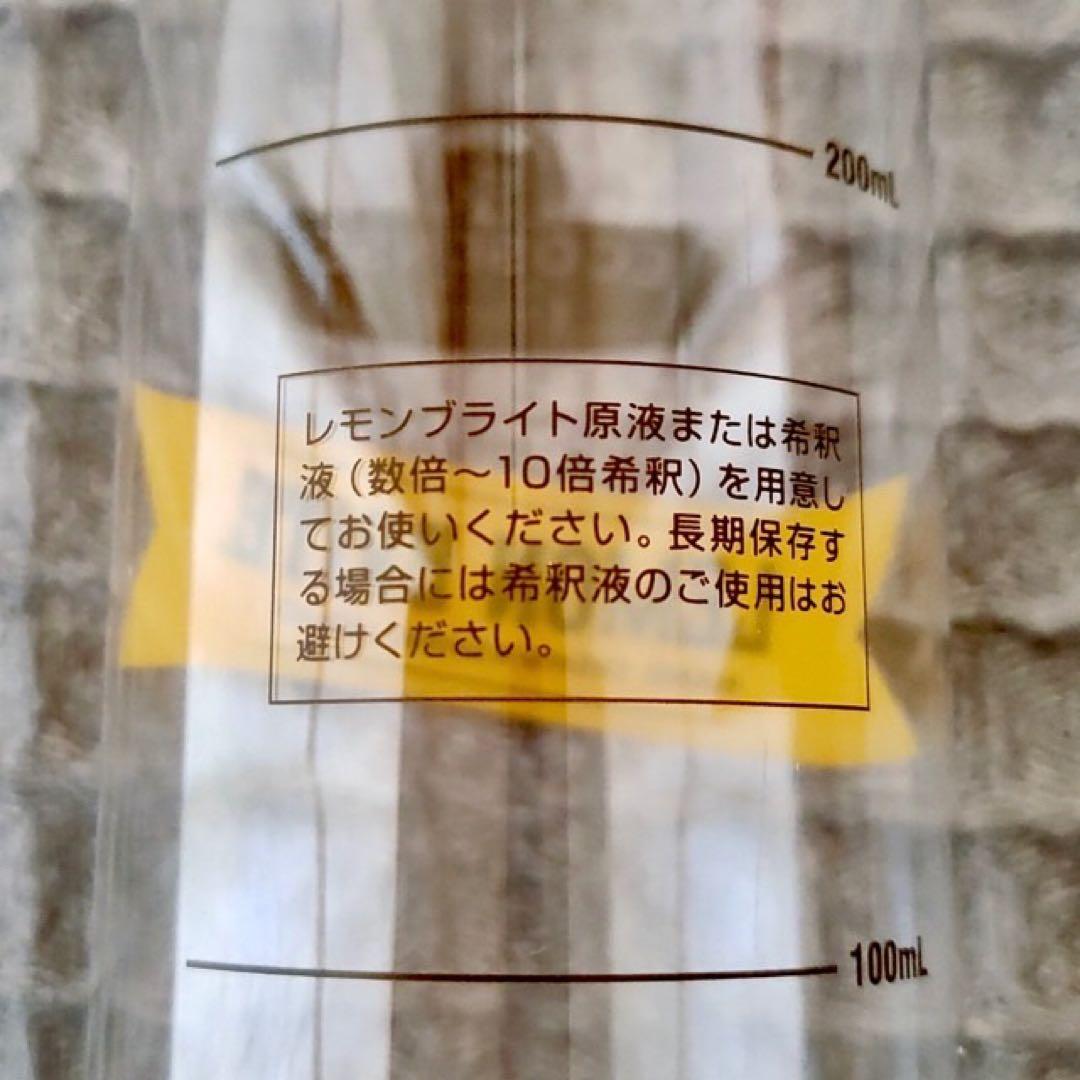 200mL
レモンブライト原液または希釈
液（数倍～10倍希釈）を用意し
てお使いください。長期保存す
る場合には希釈液のご使用はお
避けください。
100mL